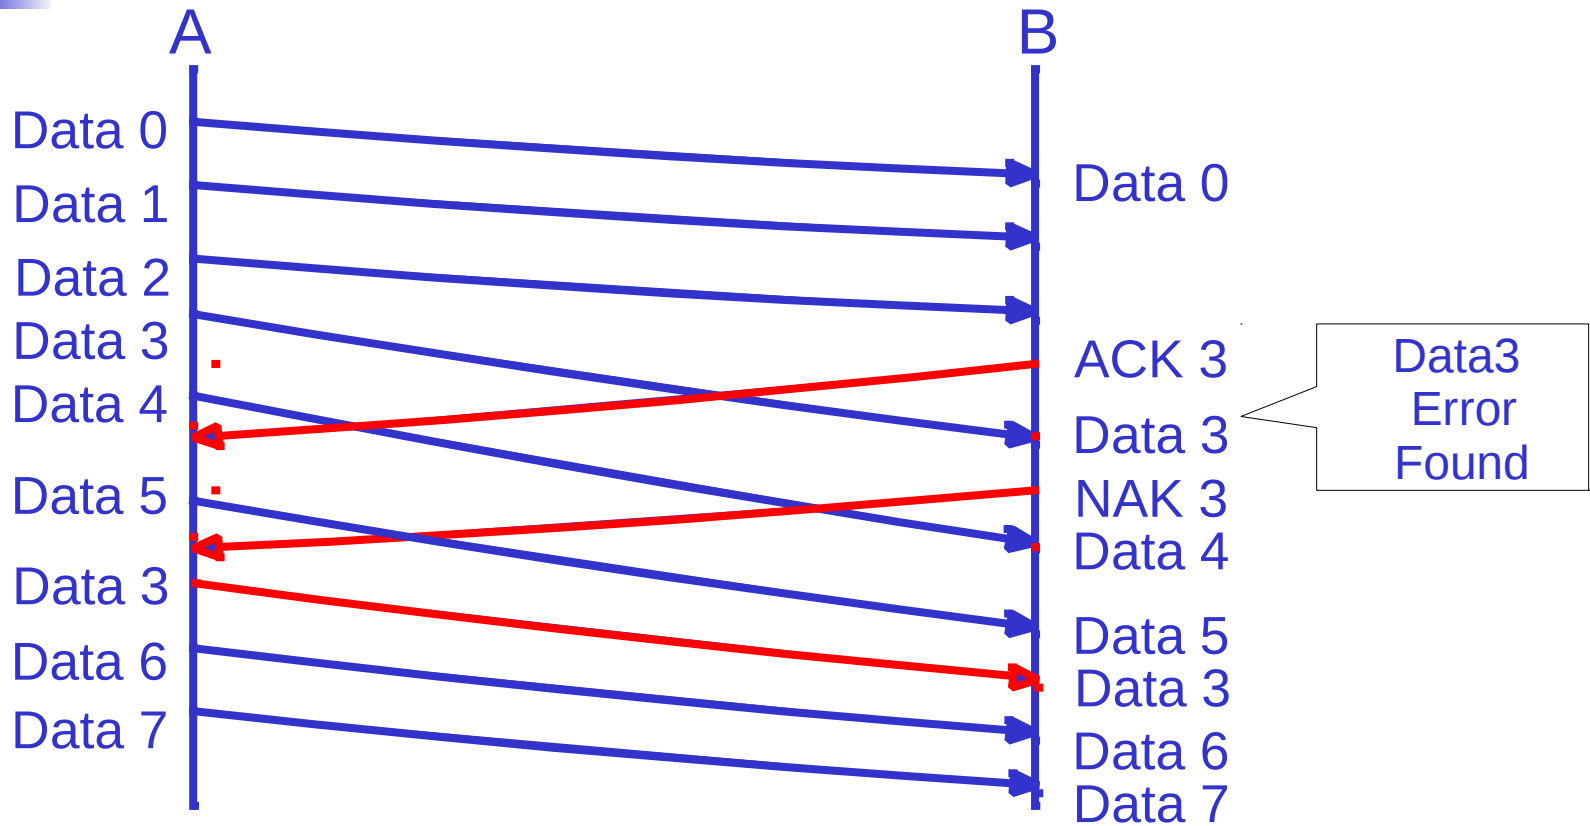 A
B
Data 0
Data 1
Data 2
Data 3
Data 4
Data 5
Data 3
Data 6
Data 7
Data 0
ACK 3
Data 3
NAK 3
Data 4
Data 5
Data 3
Data 6
Data 7
Data3
Error
Found